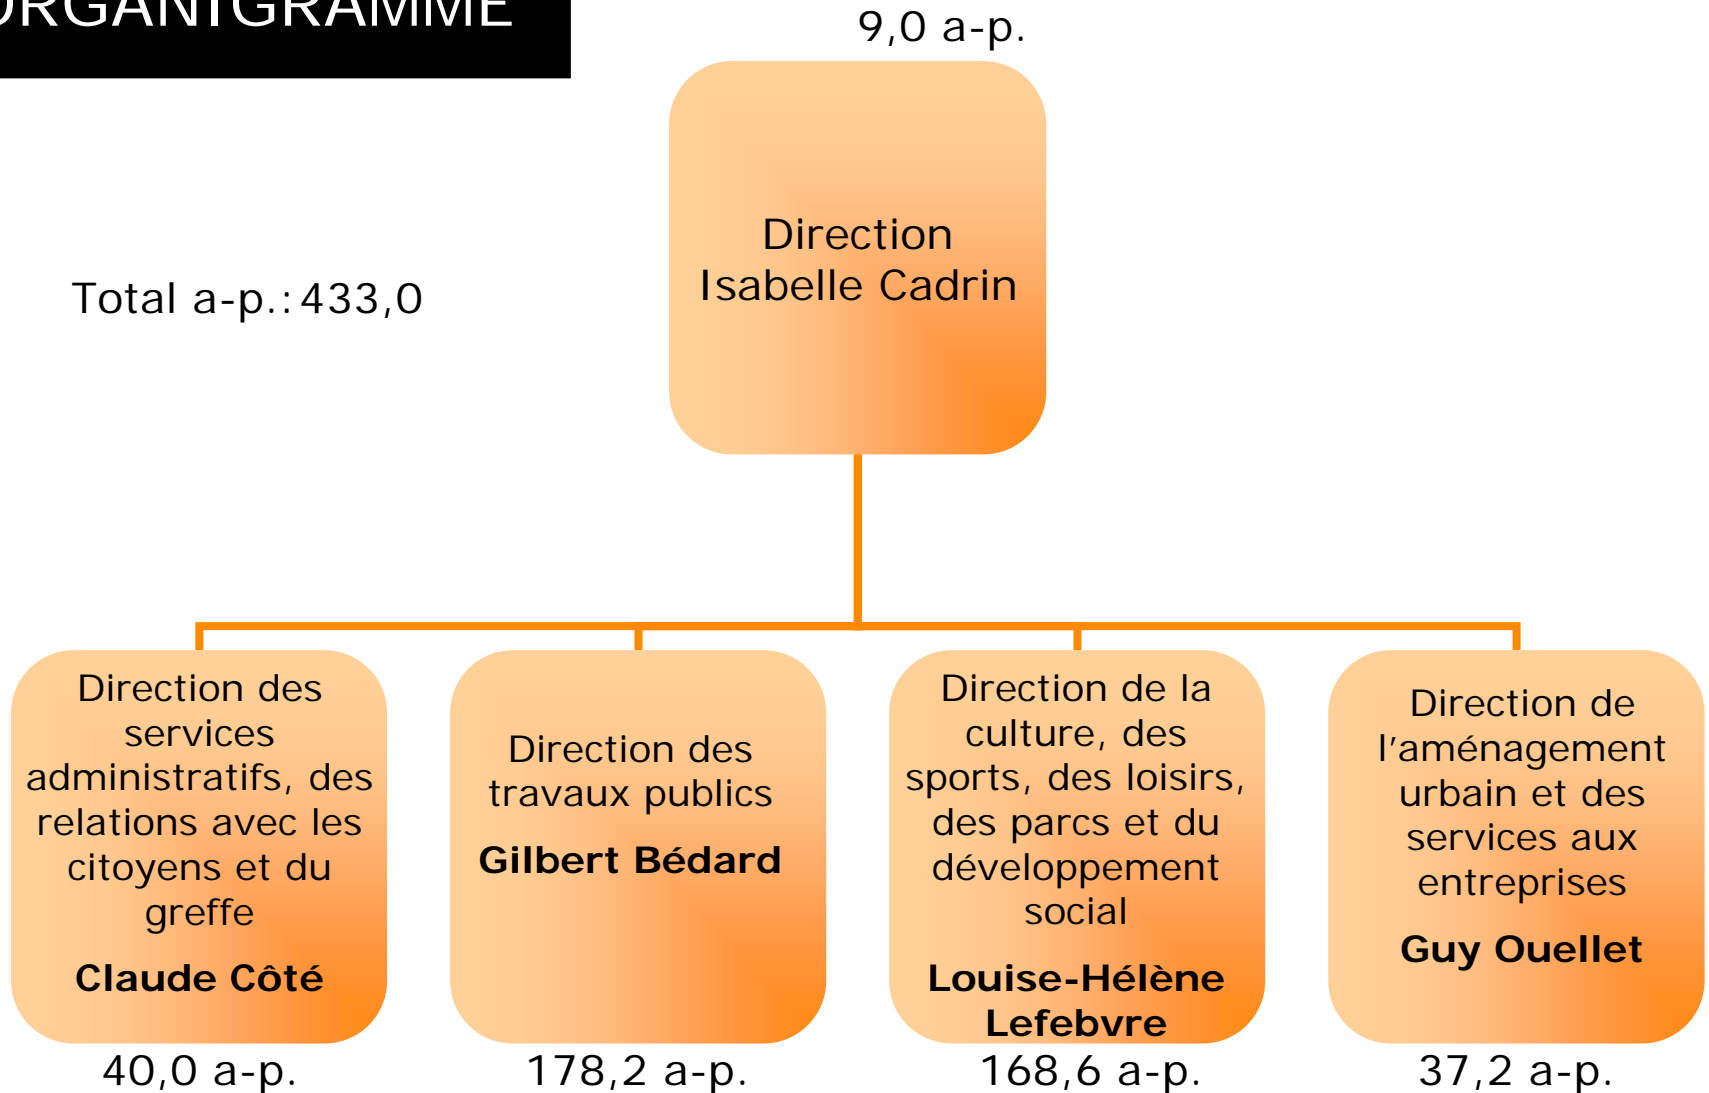 ORGANIGRAMME
9,0 a-p.
Direction
Isabelle Cadrin
Total a-p.: 433,0
Direction des
services
administratifs, des
relations avec les
citoyens et du
greffe
Claude Côté
40,0 a-p.
Direction des
travaux publics
Gilbert Bédard
178,2 a-p.
Direction de la
culture, des
sports, des loisirs,
des parcs et du
développement
social
Louise-Hélène
Lefebvre
168,6 a-p.
Direction de
l’aménagement
urbain et des
services aux
entreprises
Guy Ouellet
37,2 a-p.